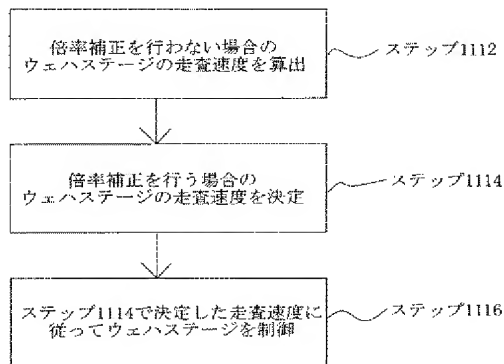 倍率補正を行わない場合の
ウェハステージの走査速度を算出
ステップ1112
倍率補正を行う場合の
ウェハステージの走査速度を決定
ステップ1114
ステップ1114で決定した走査速度に
従ってウェハステージを制御
ステップ1116